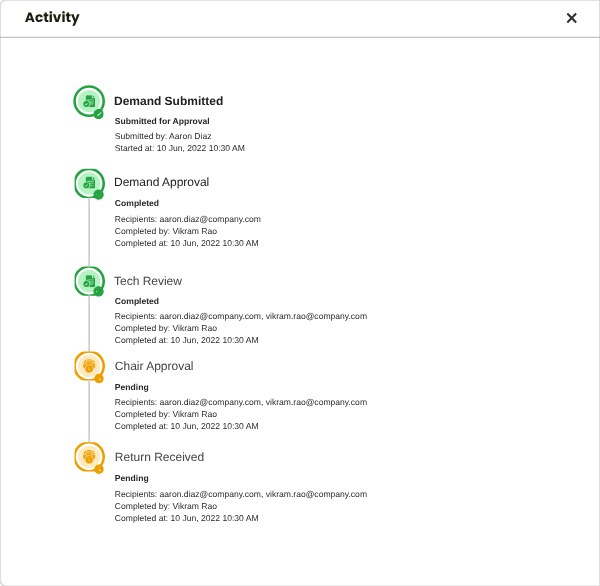 Activity
Demand Submitted
Submitted for Approval
Submitted by: Aaron Diaz
Started at: 10 Jun, 2022 10:30 AM
Demand Approval
Completed
Recipients: aaron.diaz@company.com
Completed by: Vikram Rao
Completed at: 10 Jun, 2022 10:30 AM
Tech Review
Completed
Recipients: aaron.diaz@company.com, vikram.rao@company.com
Completed by: Vikram Rao
Completed at: 10 Jun, 2022 10:30 AM
Chair Approval
Pending
Recipients: aaron.diaz@company.com, vikram.rao@company.com
Completed by: Vikram Rao
Completed at: 10 Jun, 2022 10:30 AM
Return Received
Pending
Recipients: aaron.diaz@company.com, vikram.rao@company.com
Completed by: Vikram Rao
Completed at: 10 Jun, 2022 10:30 AM